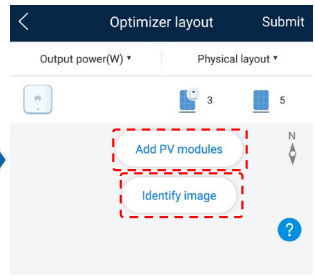 Optimizer layout Submit
Output power(W) ▾ Physical layout ▾
3 5
N
Add PV modules
Identify image
?